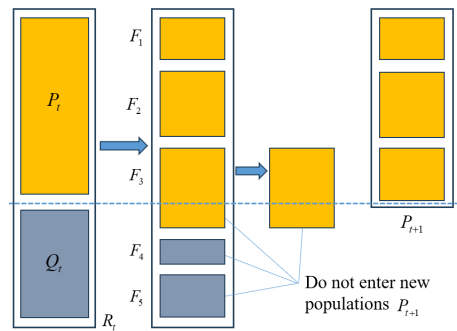 P_t
Q_t
R_t
F_1
F_2
F_3
F_4
F_5
P_{t+1}
Do not enter new
populations P_{t+1}